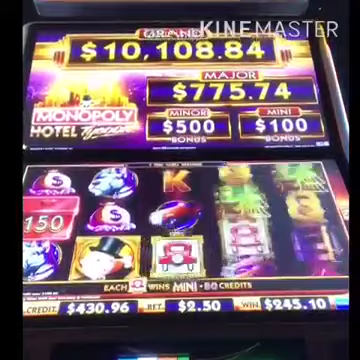 KINEMASTER
GRAND
$10,108.84
MAJOR
$775.74
MONOPOLY
HOTEL Tycoon
MINOR MINI
$500 $100
BONUS BONUS
K
150
EACH WINS MINI · 80 CREDITS
CREDIT $430.96 BET $2.50 WIN $245.10